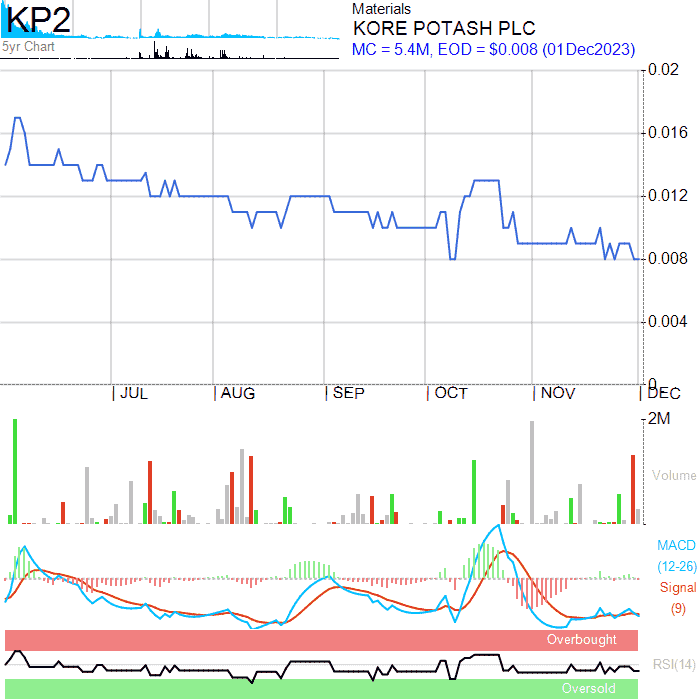 KP2
5yr Chart
Materials
KORE POTASH PLC
MC = 5.4M, EOD = $0.008 (01Dec2023)
0.02
0.016
0.012
0.008
0.004
0
JUL AUG SEP OCT NOV DEC
2M
Volume
MACD
(12-26)
Signal
(9)
Overbought
RSI(14)
Oversold